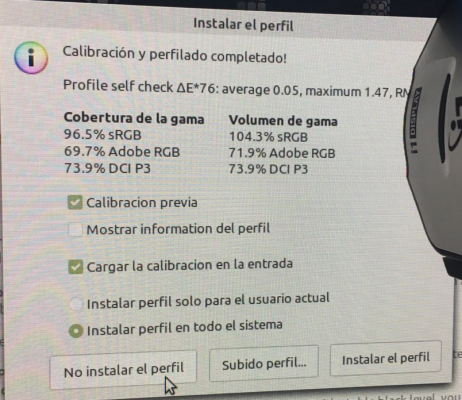 Instalar el perfil
Calibración y perfilado completado!
Profile self check ΔE*76: average 0.05, maximum 1.47,
Cobertura de la gama
96.5% sRGB
69.7% Adobe RGB
73.9% DCI P3
Volumen de gama
104.3% sRGB
71.9% Adobe RGB
73.9% DCI P3
Calibracion previa
Mostrar information del perfil
Cargar la calibracion en la entrada
Instalar perfil solo para el usuario actual
Instalar perfil en todo el sistema
No instalar el perfil
Subido perfil...
Instalar el perfil
i1 DISPLAY